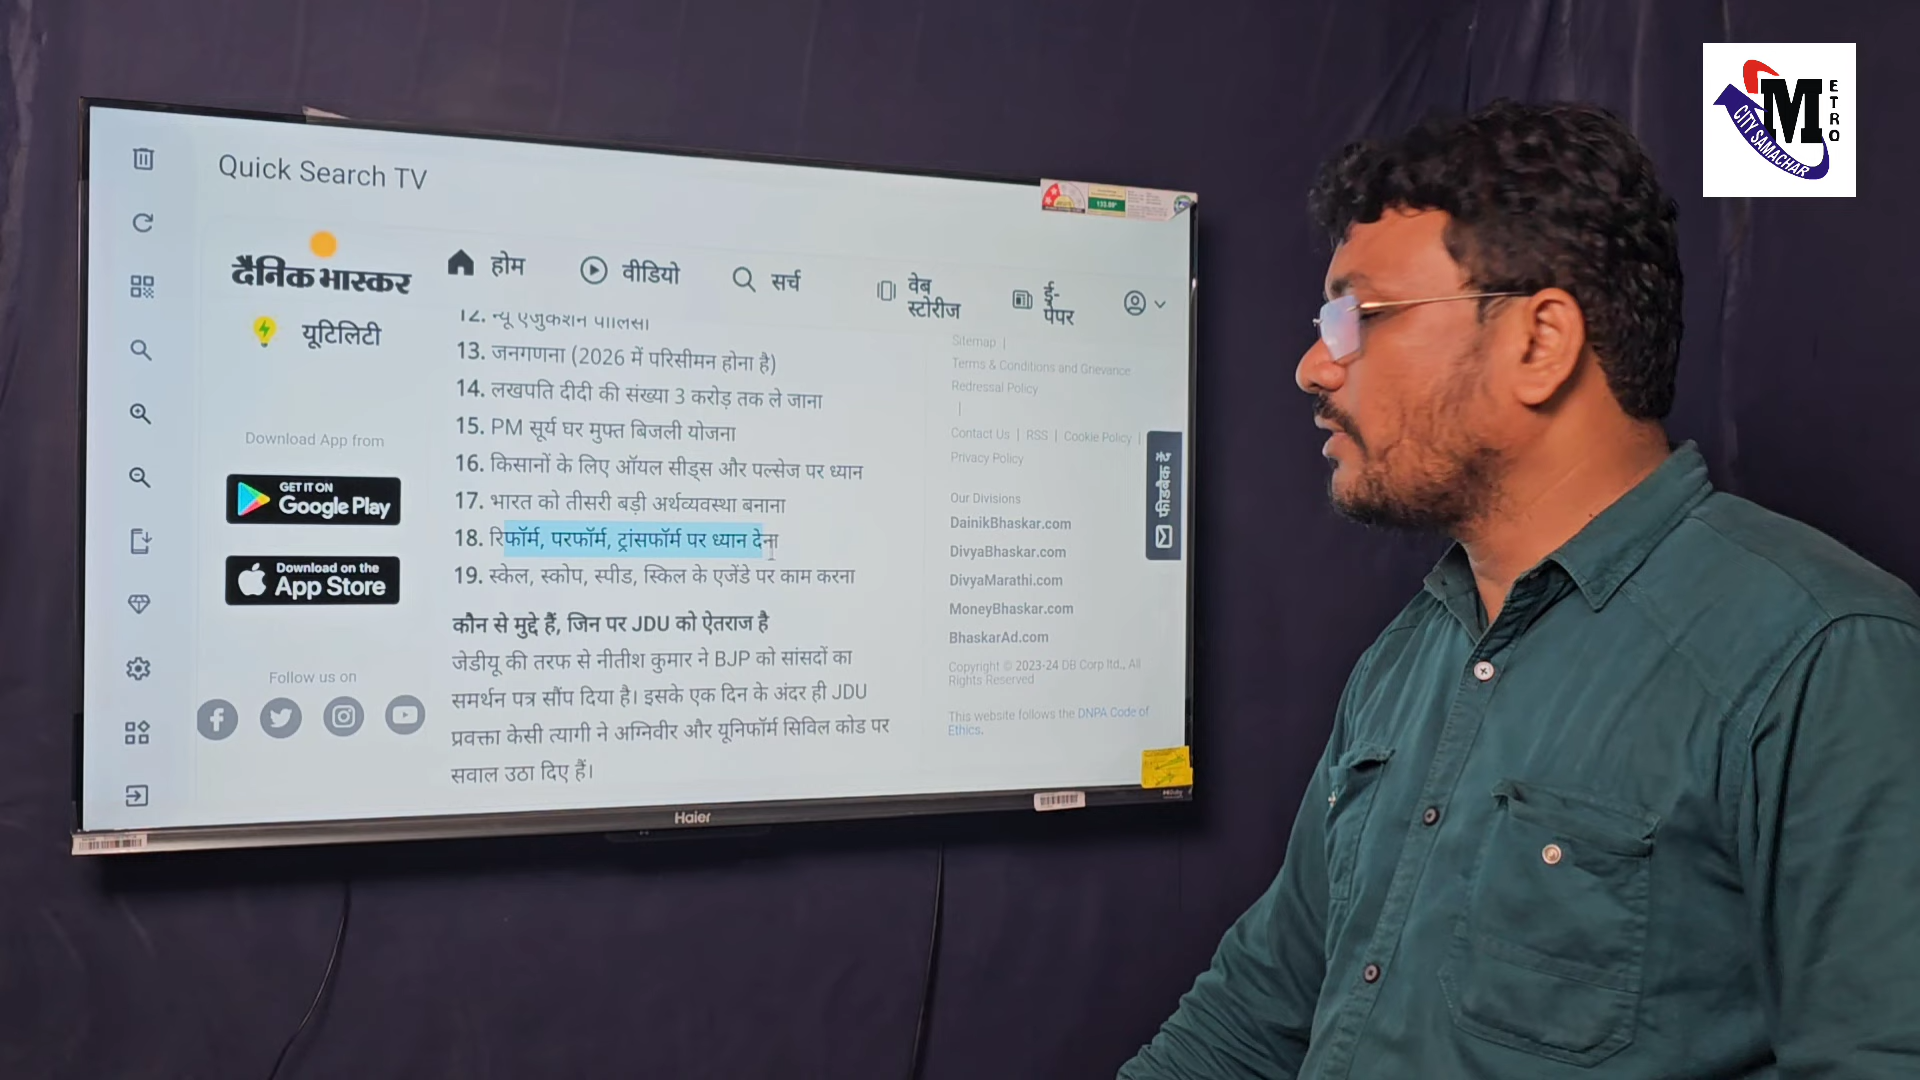 Quick Search TV
दैनिक भास्कर
होम
वीडियो
सर्च
वेब
स्टोरीज
ई-
पेपर
यूटिलिटी
Download App from
GET IT ON
Google Play
Download on the
App Store
Follow us on
12. न्यू एजुकेशन पॉलिसी
13. जनगणना (2026 में परिसीमन होना है)
14. लखपति दीदी की संख्या 3 करोड़ तक ले जाना
15. PM सूर्य घर मुफ्त बिजली योजना
16. किसानों के लिए ऑयल सीड्स और पल्सेज पर ध्यान
17. भारत को तीसरी बड़ी अर्थव्यवस्था बनाना
18. रिफॉर्म, परफॉर्म, ट्रांसफॉर्म पर ध्यान देना
19. स्केल, स्कोप, स्पीड, स्किल के एजेंडे पर काम करना
कौन से मुद्दे हैं, जिन पर JDU को ऐतराज है
जेडीयू की तरफ से नीतीश कुमार ने BJP को सांसदों का
समर्थन पत्र सौंप दिया है। इसके एक दिन के अंदर ही JDU
प्रवक्ता केसी त्यागी ने अग्निवीर और यूनिफॉर्म सिविल कोड पर
सवाल उठा दिए हैं।
Sitemap |
Terms & Conditions and Grievance
Redressal Policy
|
Contact Us | RSS | Cookie Policy |
Privacy Policy
Our Divisions
DainikBhaskar.com
DivyaBhaskar.com
DivyaMarathi.com
MoneyBhaskar.com
BhaskarAd.com
Copyright © 2023-24 DB Corp ltd., All
Rights Reserved
This website follows the DNPA Code of
Ethics.
फीडबैक दें
Haier
METRO
CITY SAMACHAR